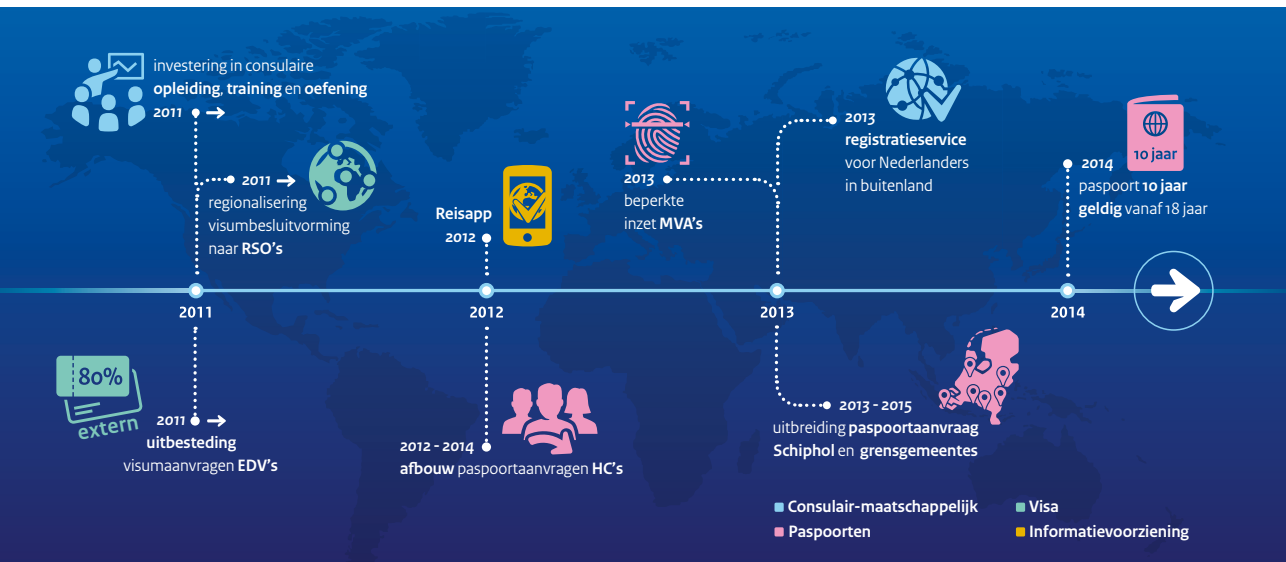 investering in consulaire
opleiding, training en oefening
2011
2011
regionalisering
visumbesluitvorming
naar RSO's
Reisapp
2012
2013
beperkte
inzet MVA's
2013
registratieservice
voor Nederlanders
in buitenland
10 jaar
2014
paspoort 10 jaar
geldig vanaf 18 jaar
2011
2012
2013
2014
80%
extern
2011
uitbesteding
visumaanvragen EDV's
2012 - 2014
afbouw paspoortaanvragen HC's
2013 - 2015
uitbreiding paspoortaanvraag
Schiphol en grensgemeentes
Consulair-maatschappelijk
Visa
Paspoorten
Informatievoorziening